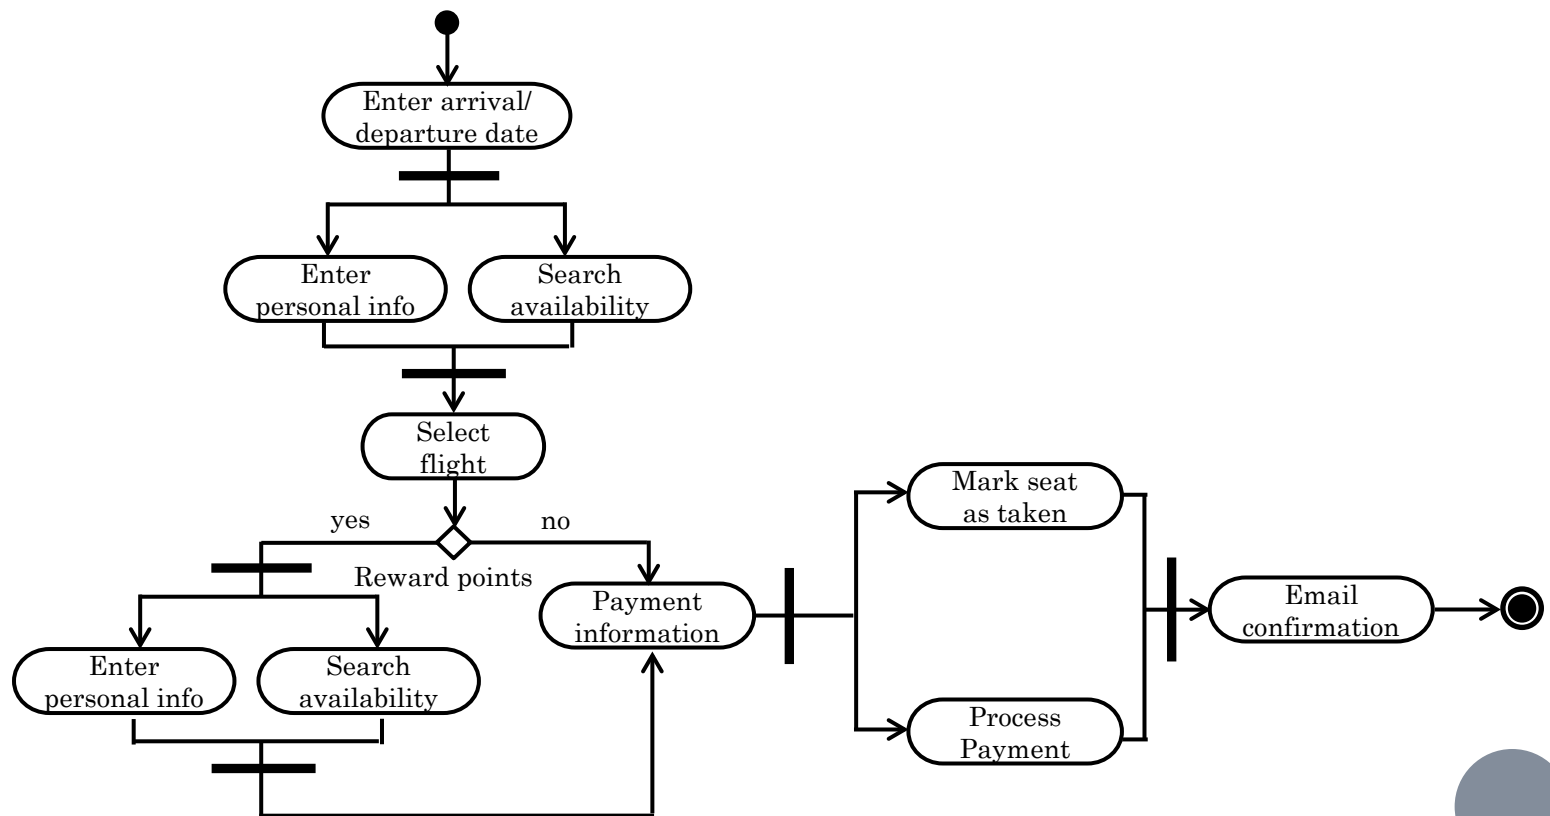 Enter arrival/
departure date
Enter
personal info
Search
availability
Select
flight
yes
no
Reward points
Enter
personal info
Search
availability
Payment
information
Mark seat
as taken
Process
Payment
Email
confirmation